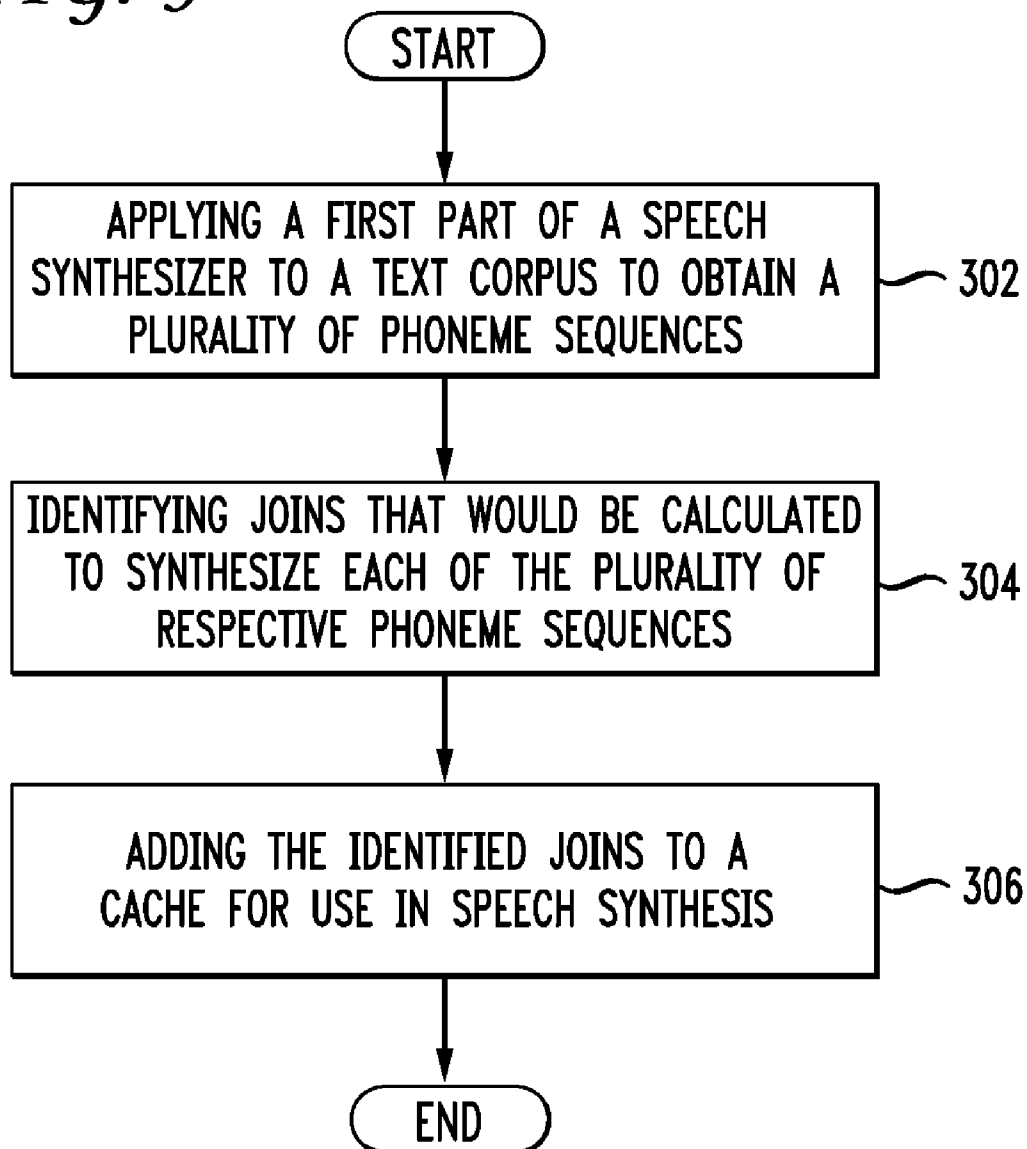 START
APPLYING A FIRST PART OF A SPEECH
SYNTHESIZER TO A TEXT CORPUS TO OBTAIN A
PLURALITY OF PHONEME SEQUENCES
302
IDENTIFYING JOINS THAT WOULD BE CALCULATED
TO SYNTHESIZE EACH OF THE PLURALITY OF
RESPECTIVE PHONEME SEQUENCES
304
ADDING THE IDENTIFIED JOINS TO A
CACHE FOR USE IN SPEECH SYNTHESIS
306
END